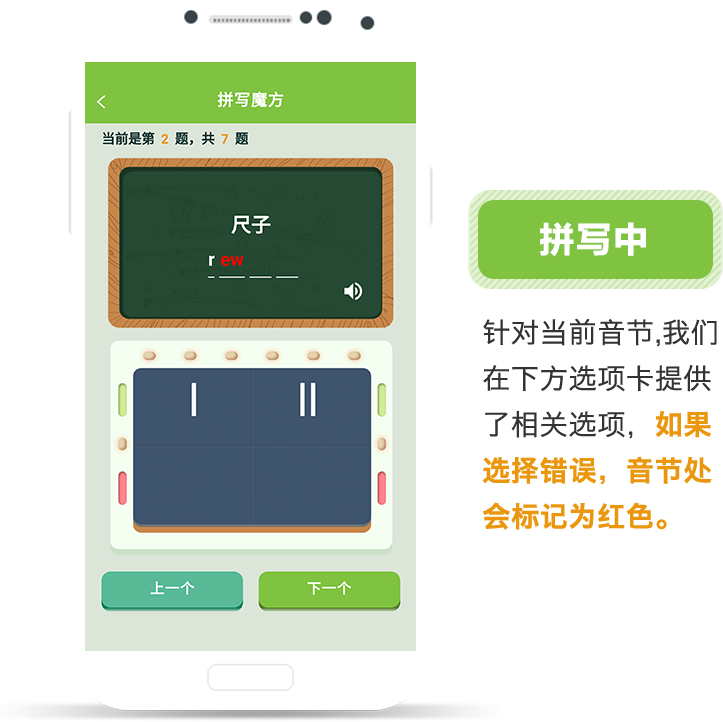 拼写魔方
当前是第 2 题，共 7 题
尺子
r ew
l ll
上一个 下一个
拼写中
针对当前音节,我们
在下方选项卡提供
了相关选项，如果
选择错误，音节处
会标记为红色。